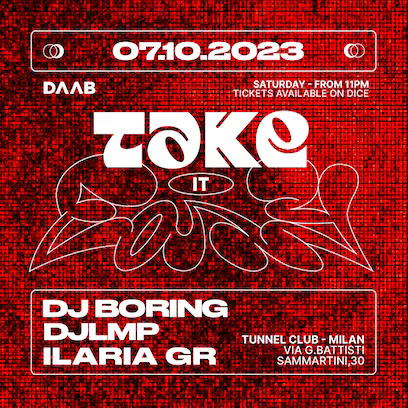 07.10.2023
DAAB
SATURDAY - FROM 11PM
TICKETS AVAILABLE ON DICE
TAKE
IT
DJ BORING
DJLMP
ILARIA GR
TUNNEL CLUB - MILAN
VIA G.BATTISTI
SAMMARTINI,30